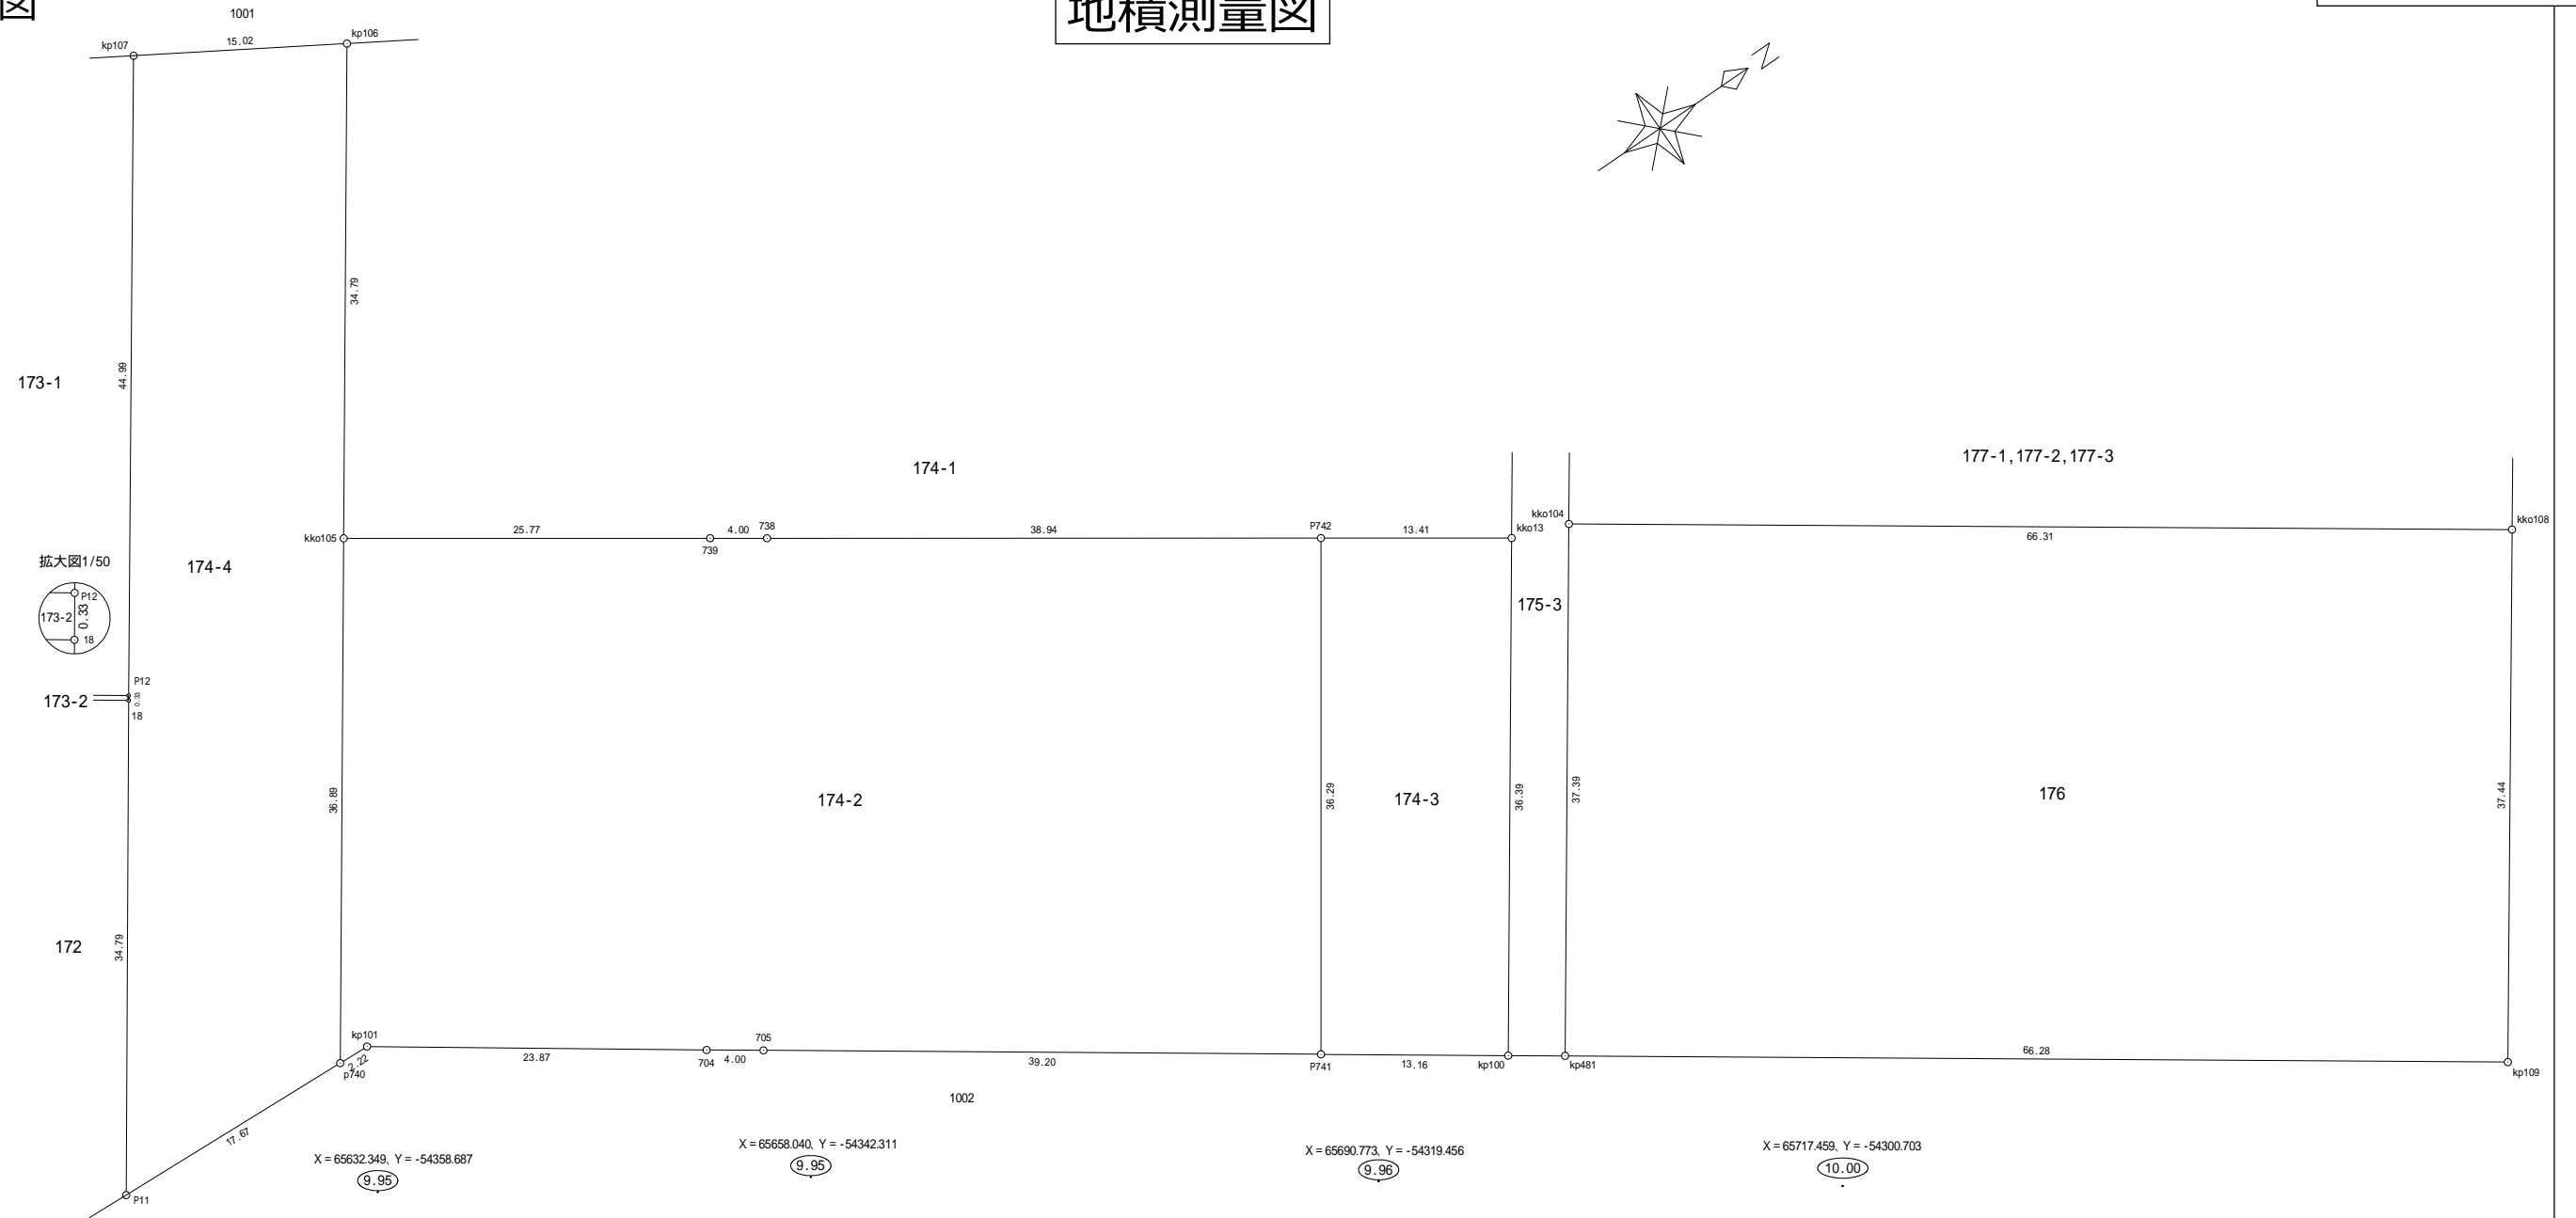 図
地積測量図
1001
kp107
15.02
kp106
N
34.79
44.99
173-1
174-1
177-1,177-2,177-3
kko105
25.77
739
4.00
738
38.94
P742
13.41
kko13
kko104
66.31
kko108
拡大図1/50
P12
173-2
0.33
18
174-4
175-3
P12
173-2
0.33
18
36.89
174-2
36.29
174-3
36.39
37.39
176
37.44
172
34.79
kp101
2.22
p740
23.87
704
4.00
705
39.20
P741
13.16
kp100
kp481
66.28
kp109
1002
17.67
P11
X = 65632.349, Y = -54358.687
9.95
X = 65658.040, Y = -54342.311
9.95
X = 65690.773, Y = -54319.456
9.96
X = 65717.459, Y = -54300.703
10.00